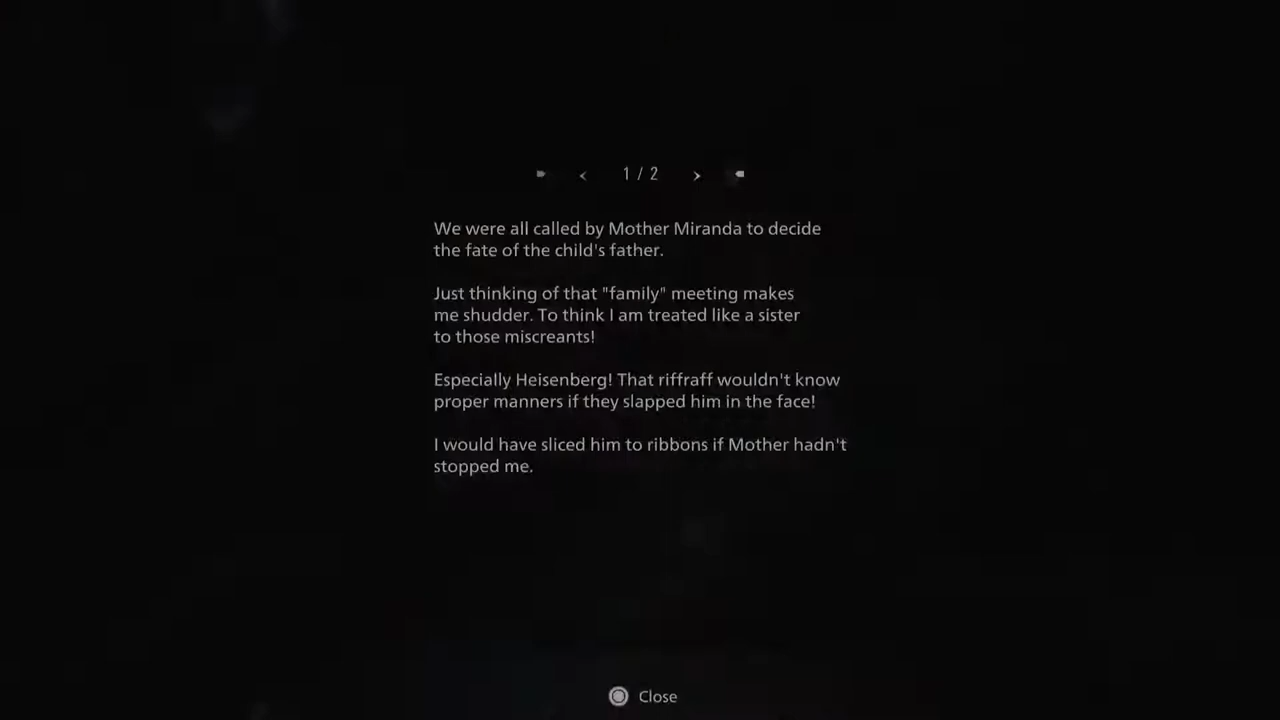 1 / 2
We were all called by Mother Miranda to decide
the fate of the child's father.
Just thinking of that "family" meeting makes
me shudder. To think I am treated like a sister
to those miscreants!
Especially Heisenberg! That riffraff wouldn't know
proper manners if they slapped him in the face!
I would have sliced him to ribbons if Mother hadn't
stopped me.
Close